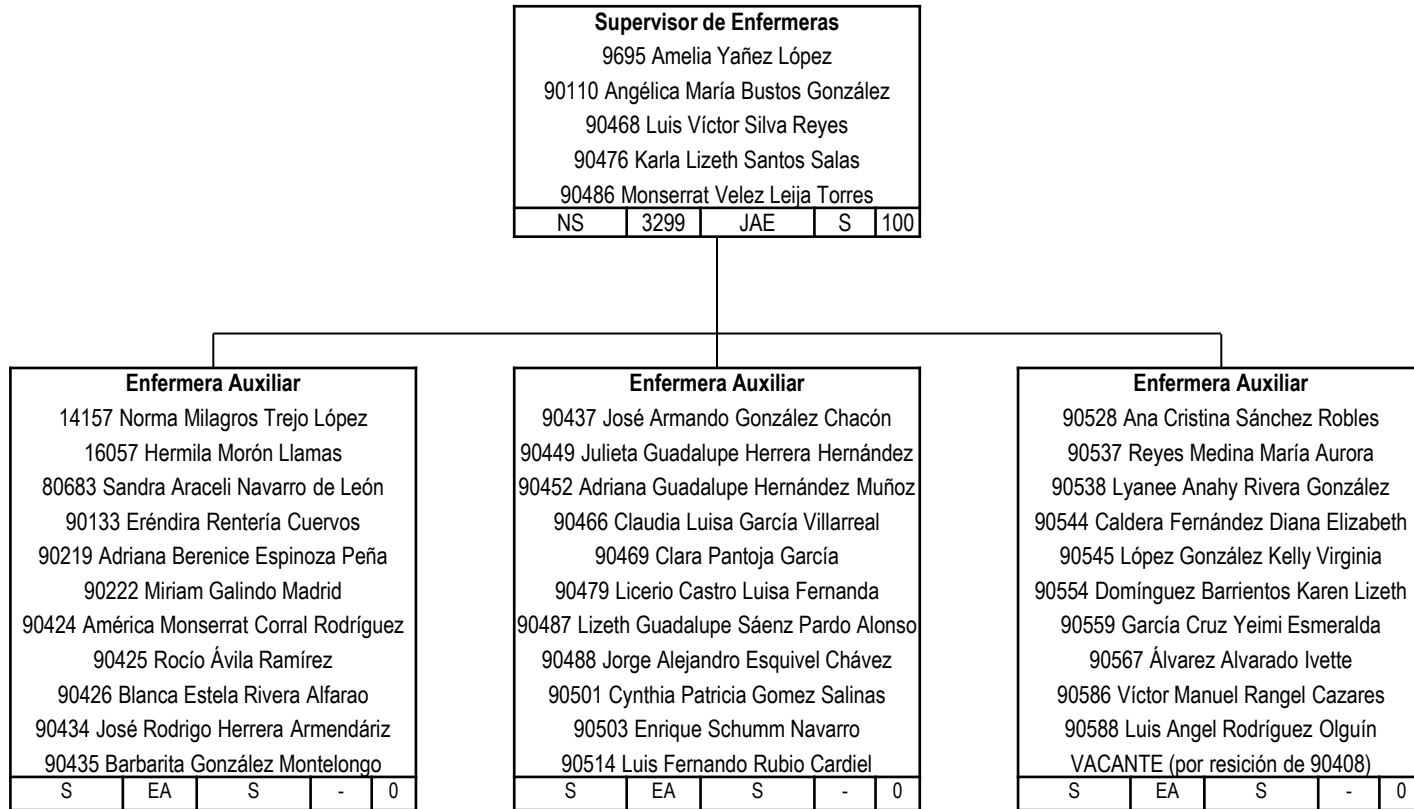 Supervisor de Enfermeras
9695 Amelia Yañez López
90110 Angélica María Bustos González
90468 Luis Víctor Silva Reyes
90476 Karla Lizeth Santos Salas
90486 Monserrat Velez Leija Torres
NS 3299 JAE S 100
Enfermera Auxiliar
14157 Norma Milagros Trejo López
16057 Hermila Morón Llamas
80683 Sandra Araceli Navarro de León
90133 Eréndira Rentería Cuervos
90219 Adriana Berenice Espinoza Peña
90222 Miriam Galindo Madrid
90424 América Monserrat Corral Rodríguez
90425 Rocío Ávila Ramírez
90426 Blanca Estela Rivera Alfarao
90434 José Rodrigo Herrera Armendáriz
90435 Barbarita González Montelongo
S EA S - 0
Enfermera Auxiliar
90437 José Armando González Chacón
90449 Julieta Guadalupe Herrera Hernández
90452 Adriana Guadalupe Hernández Muñoz
90466 Claudia Luisa García Villarreal
90469 Clara Pantoja García
90479 Licerio Castro Luisa Fernanda
90487 Lizeth Guadalupe Sáenz Pardo Alonso
90488 Jorge Alejandro Esquivel Chávez
90501 Cynthia Patricia Gomez Salinas
90503 Enrique Schumm Navarro
90514 Luis Fernando Rubio Cardiel
S EA S - 0
Enfermera Auxiliar
90528 Ana Cristina Sánchez Robles
90537 Reyes Medina María Aurora
90538 Lyanee Anahy Rivera González
90544 Caldera Fernández Diana Elizabeth
90545 López González Kelly Virginia
90554 Domínguez Barrientos Karen Lizeth
90559 García Cruz Yeimi Esmeralda
90567 Álvarez Alvarado Ivette
90586 Víctor Manuel Rangel Cazares
90588 Luis Angel Rodríguez Olguín
VACANTE (por resición de 90408)
S EA S - 0